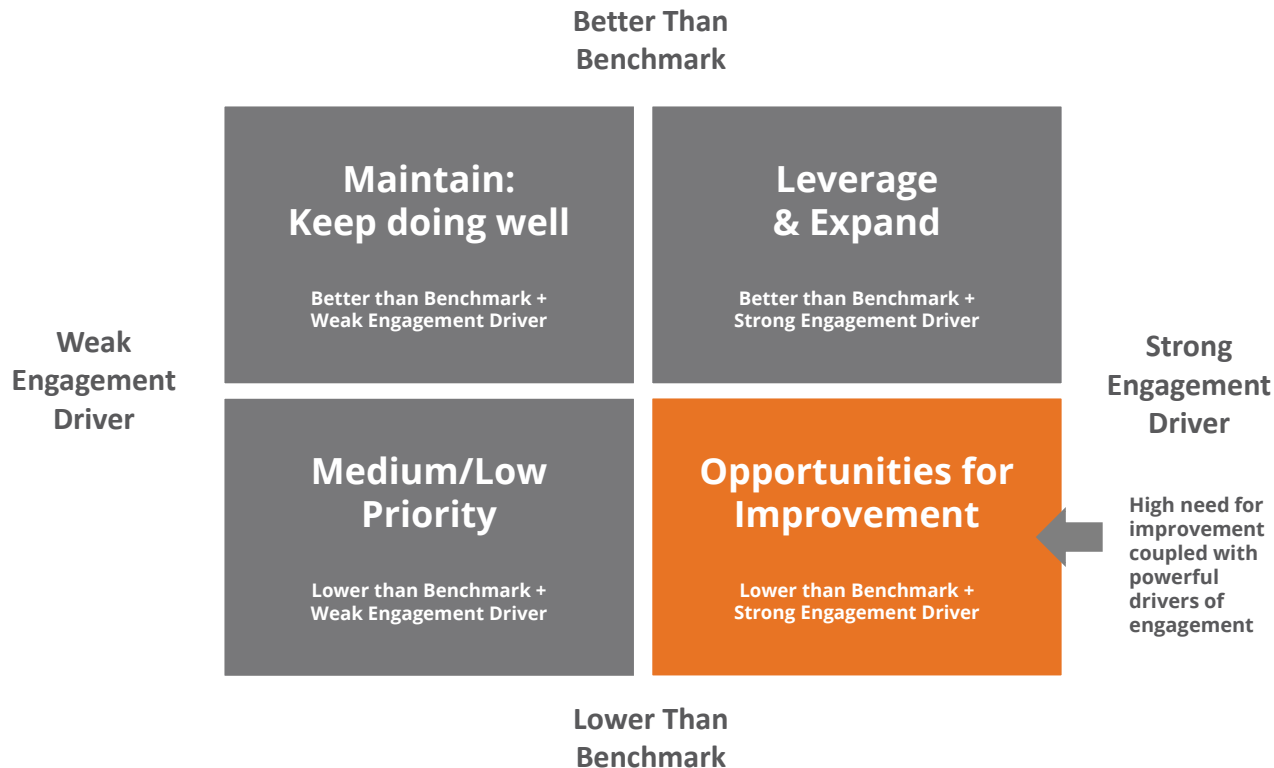 Better Than
Benchmark
Maintain:
Keep doing well
Better than Benchmark +
Weak Engagement Driver
Leverage
& Expand
Better than Benchmark +
Strong Engagement Driver
Weak
Engagement
Driver
Strong
Engagement
Driver
Medium/Low
Priority
Lower than Benchmark +
Weak Engagement Driver
Opportunities for
Improvement
Lower than Benchmark +
Strong Engagement Driver
High need for
improvement
coupled with
powerful
drivers of
engagement
Lower Than
Benchmark